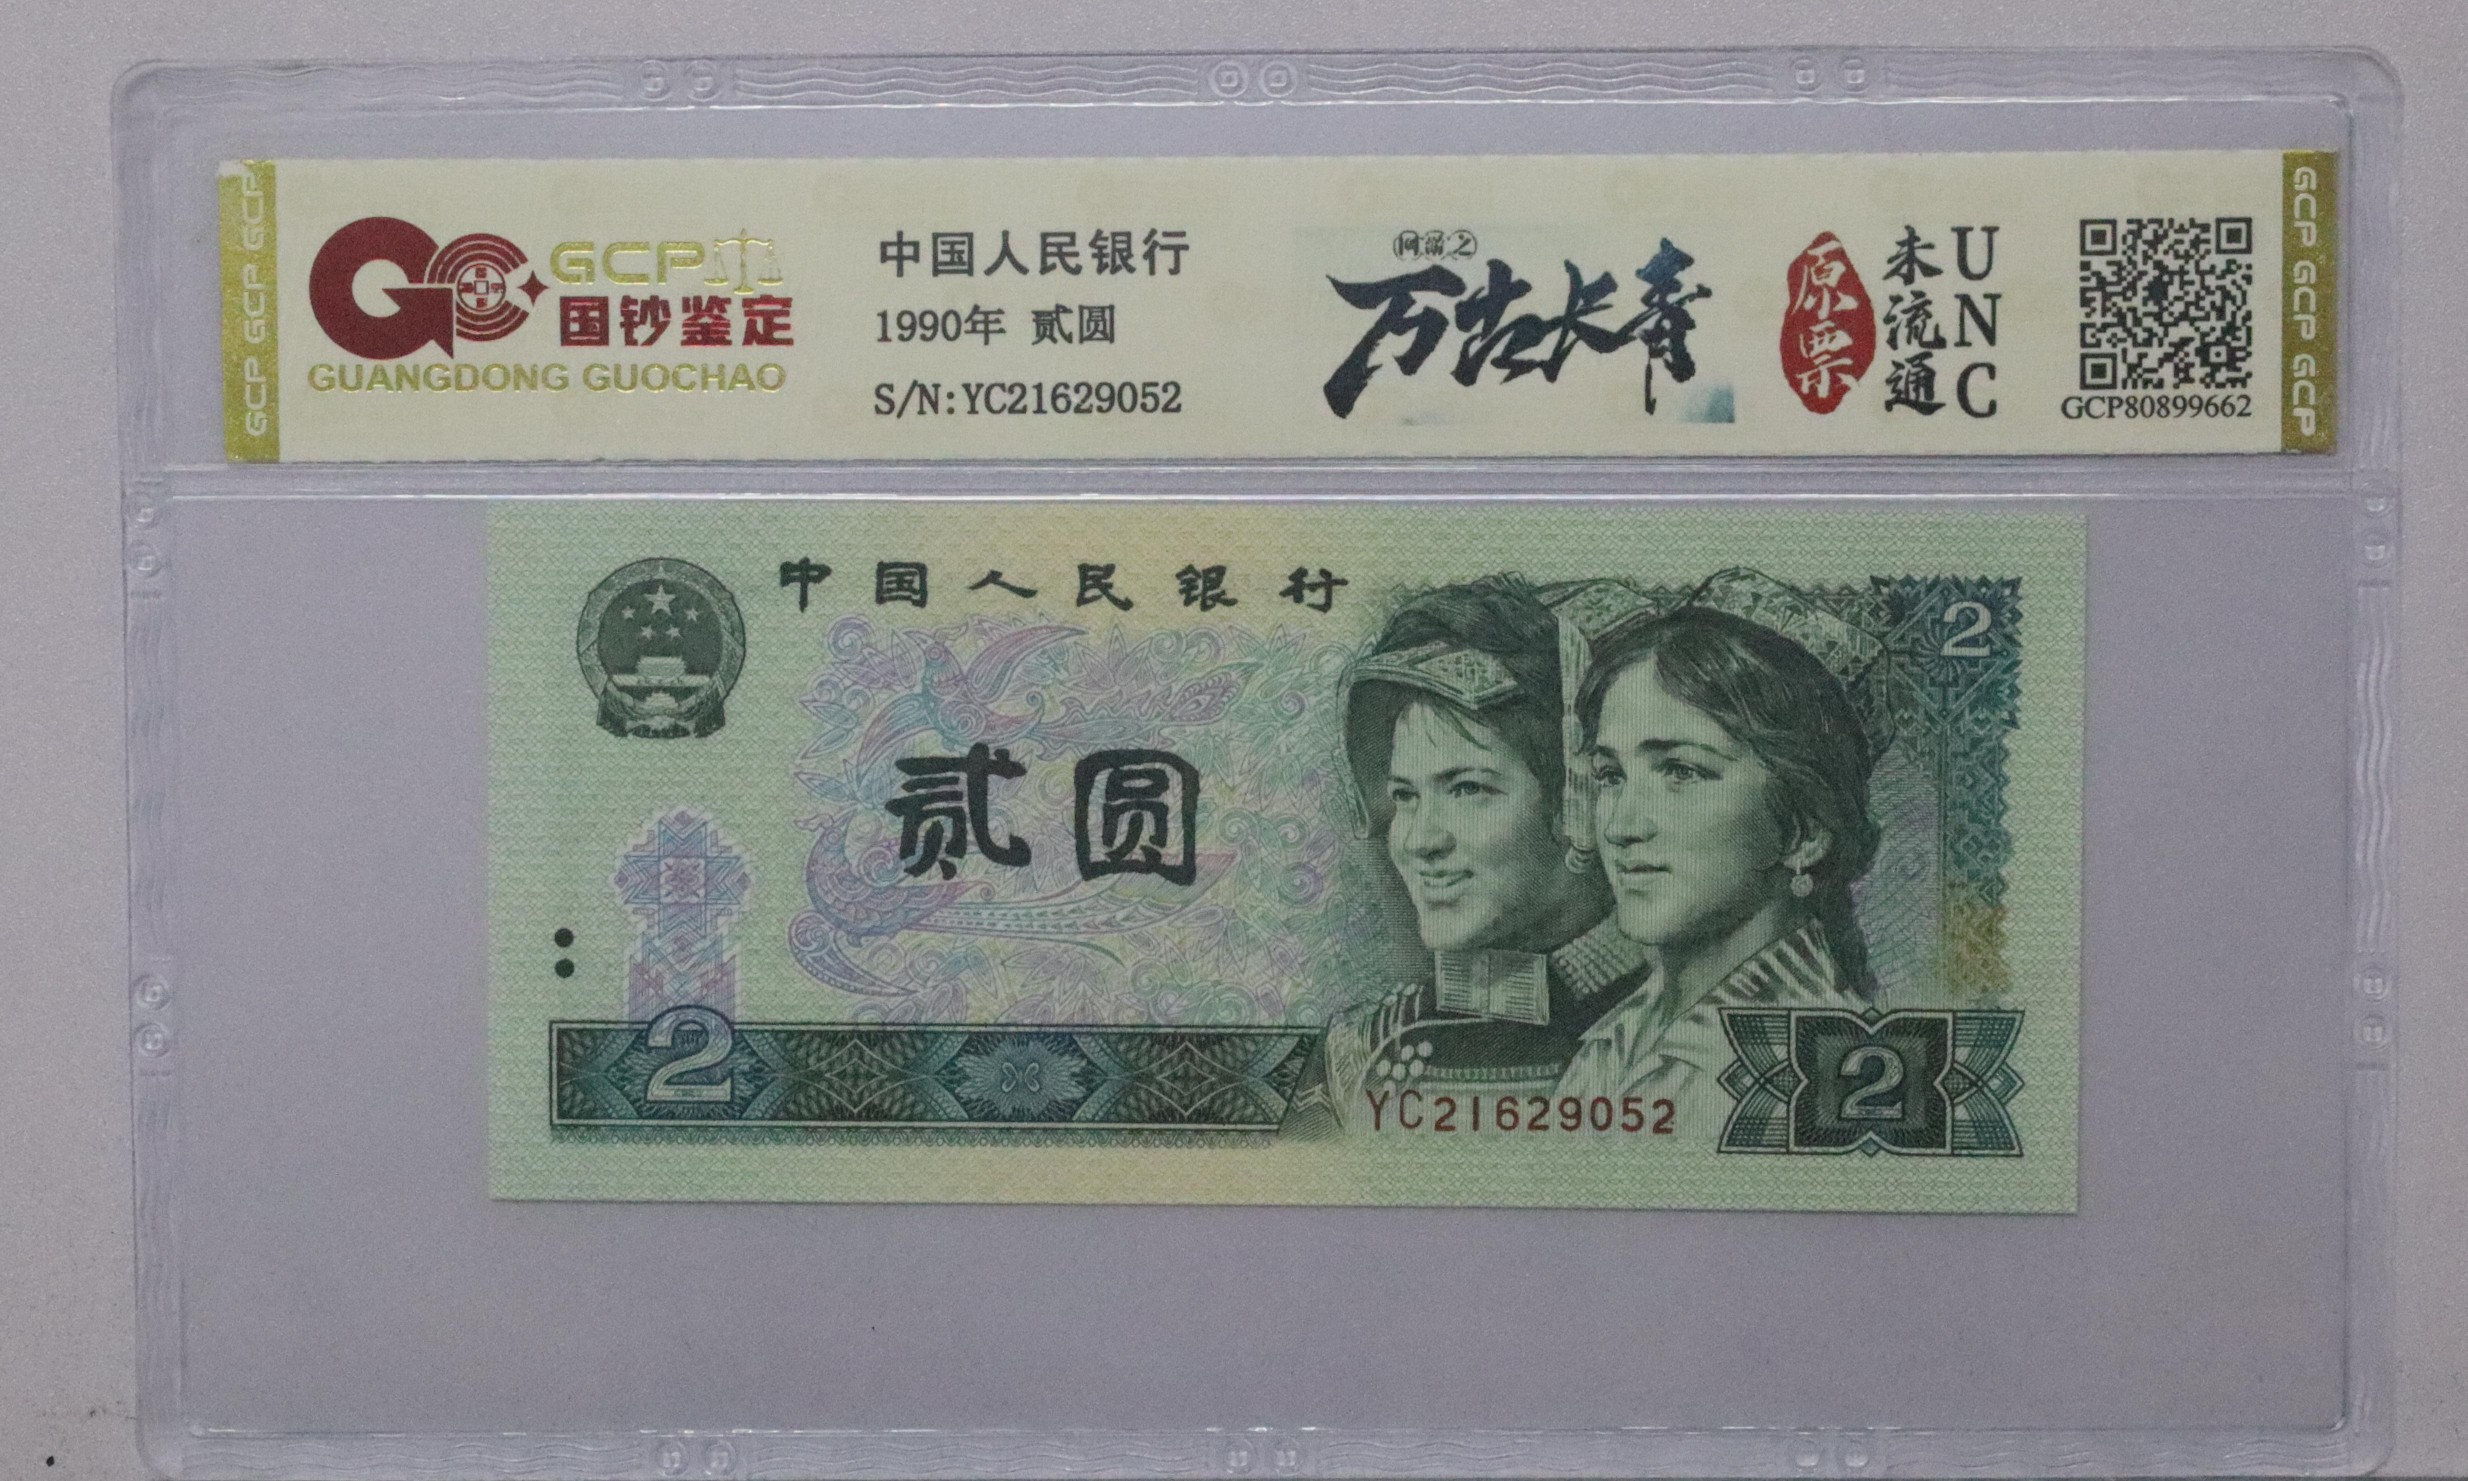 GCP GCP GCP
GCP
国钞鉴定
GUANGDONG GUOCHAO
中国人民银行
1990年 贰圆
S/N:YC21629052
万古长青
原票
未流通
UNC
GCP80899662
GCP GCP GCP
中国人民银行
2
贰圆
2
YC21629052
2